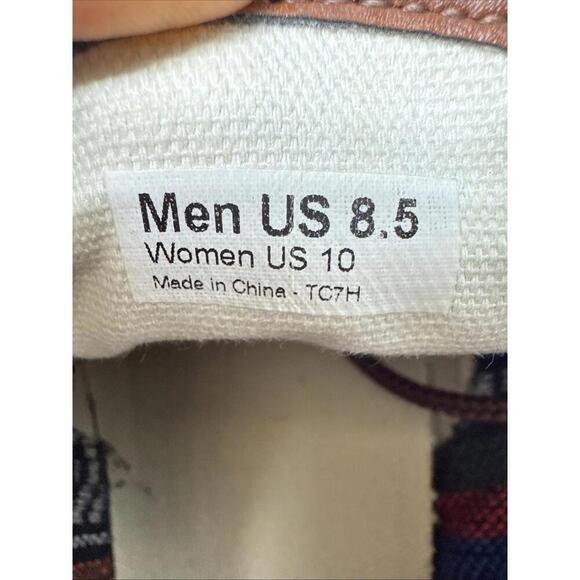 Men US 8.5
Women US 10
Made in China - TC7H